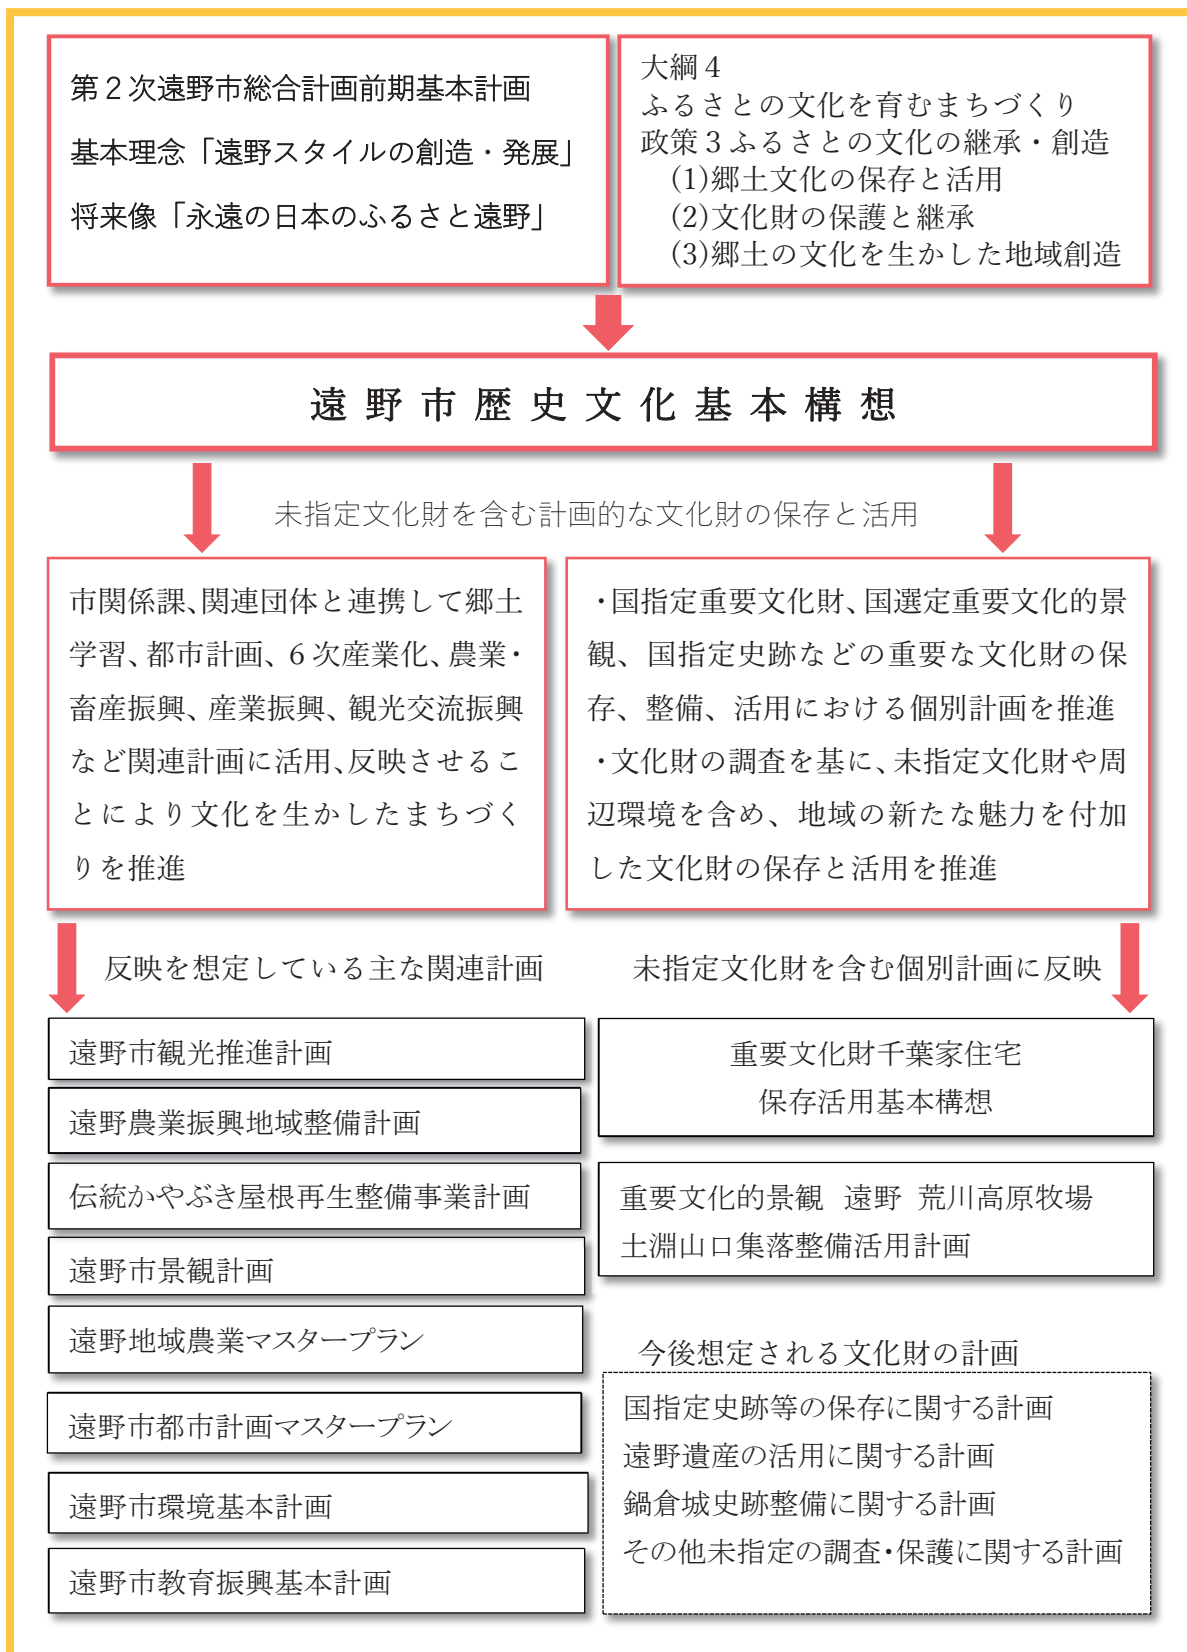 第２次遠野市総合計画前期基本計画
基本理念「遠野スタイルの創造・発展」
将来像「永遠の日本のふるさと遠野」
大綱４
ふるさとの文化を育むまちづくり
政策３ふるさとの文化の継承・創造
(1)郷土文化の保存と活用
(2)文化財の保護と継承
(3)郷土の文化を生かした地域創造
遠野市歴史文化基本構想
未指定文化財を含む計画的な文化財の保存と活用
市関係課、関連団体と連携して郷土
学習、都市計画、６次産業化、農業・
畜産振興、産業振興、観光交流振興
など関連計画に活用、反映させるこ
とにより文化を生かしたまちづく
りを推進
・国指定重要文化財、国選定重要文化的景
観、国指定史跡などの重要な文化財の保
存、整備、活用における個別計画を推進
・文化財の調査を基に、未指定文化財や周
辺環境を含め、地域の新たな魅力を付加
した文化財の保存と活用を推進
反映を想定している主な関連計画
遠野市観光推進計画
遠野農業振興地域整備計画
伝統かやぶき屋根再生整備事業計画
遠野市景観計画
遠野地域農業マスタープラン
遠野市都市計画マスタープラン
遠野市環境基本計画
遠野市教育振興基本計画
未指定文化財を含む個別計画に反映
重要文化財千葉家住宅
保存活用基本構想
重要文化的景観 遠野 荒川高原牧場
土淵山口集落整備活用計画
今後想定される文化財の計画
国指定史跡等の保存に関する計画
遠野遺産の活用に関する計画
鍋倉城史跡整備に関する計画
その他未指定の調査・保護に関する計画